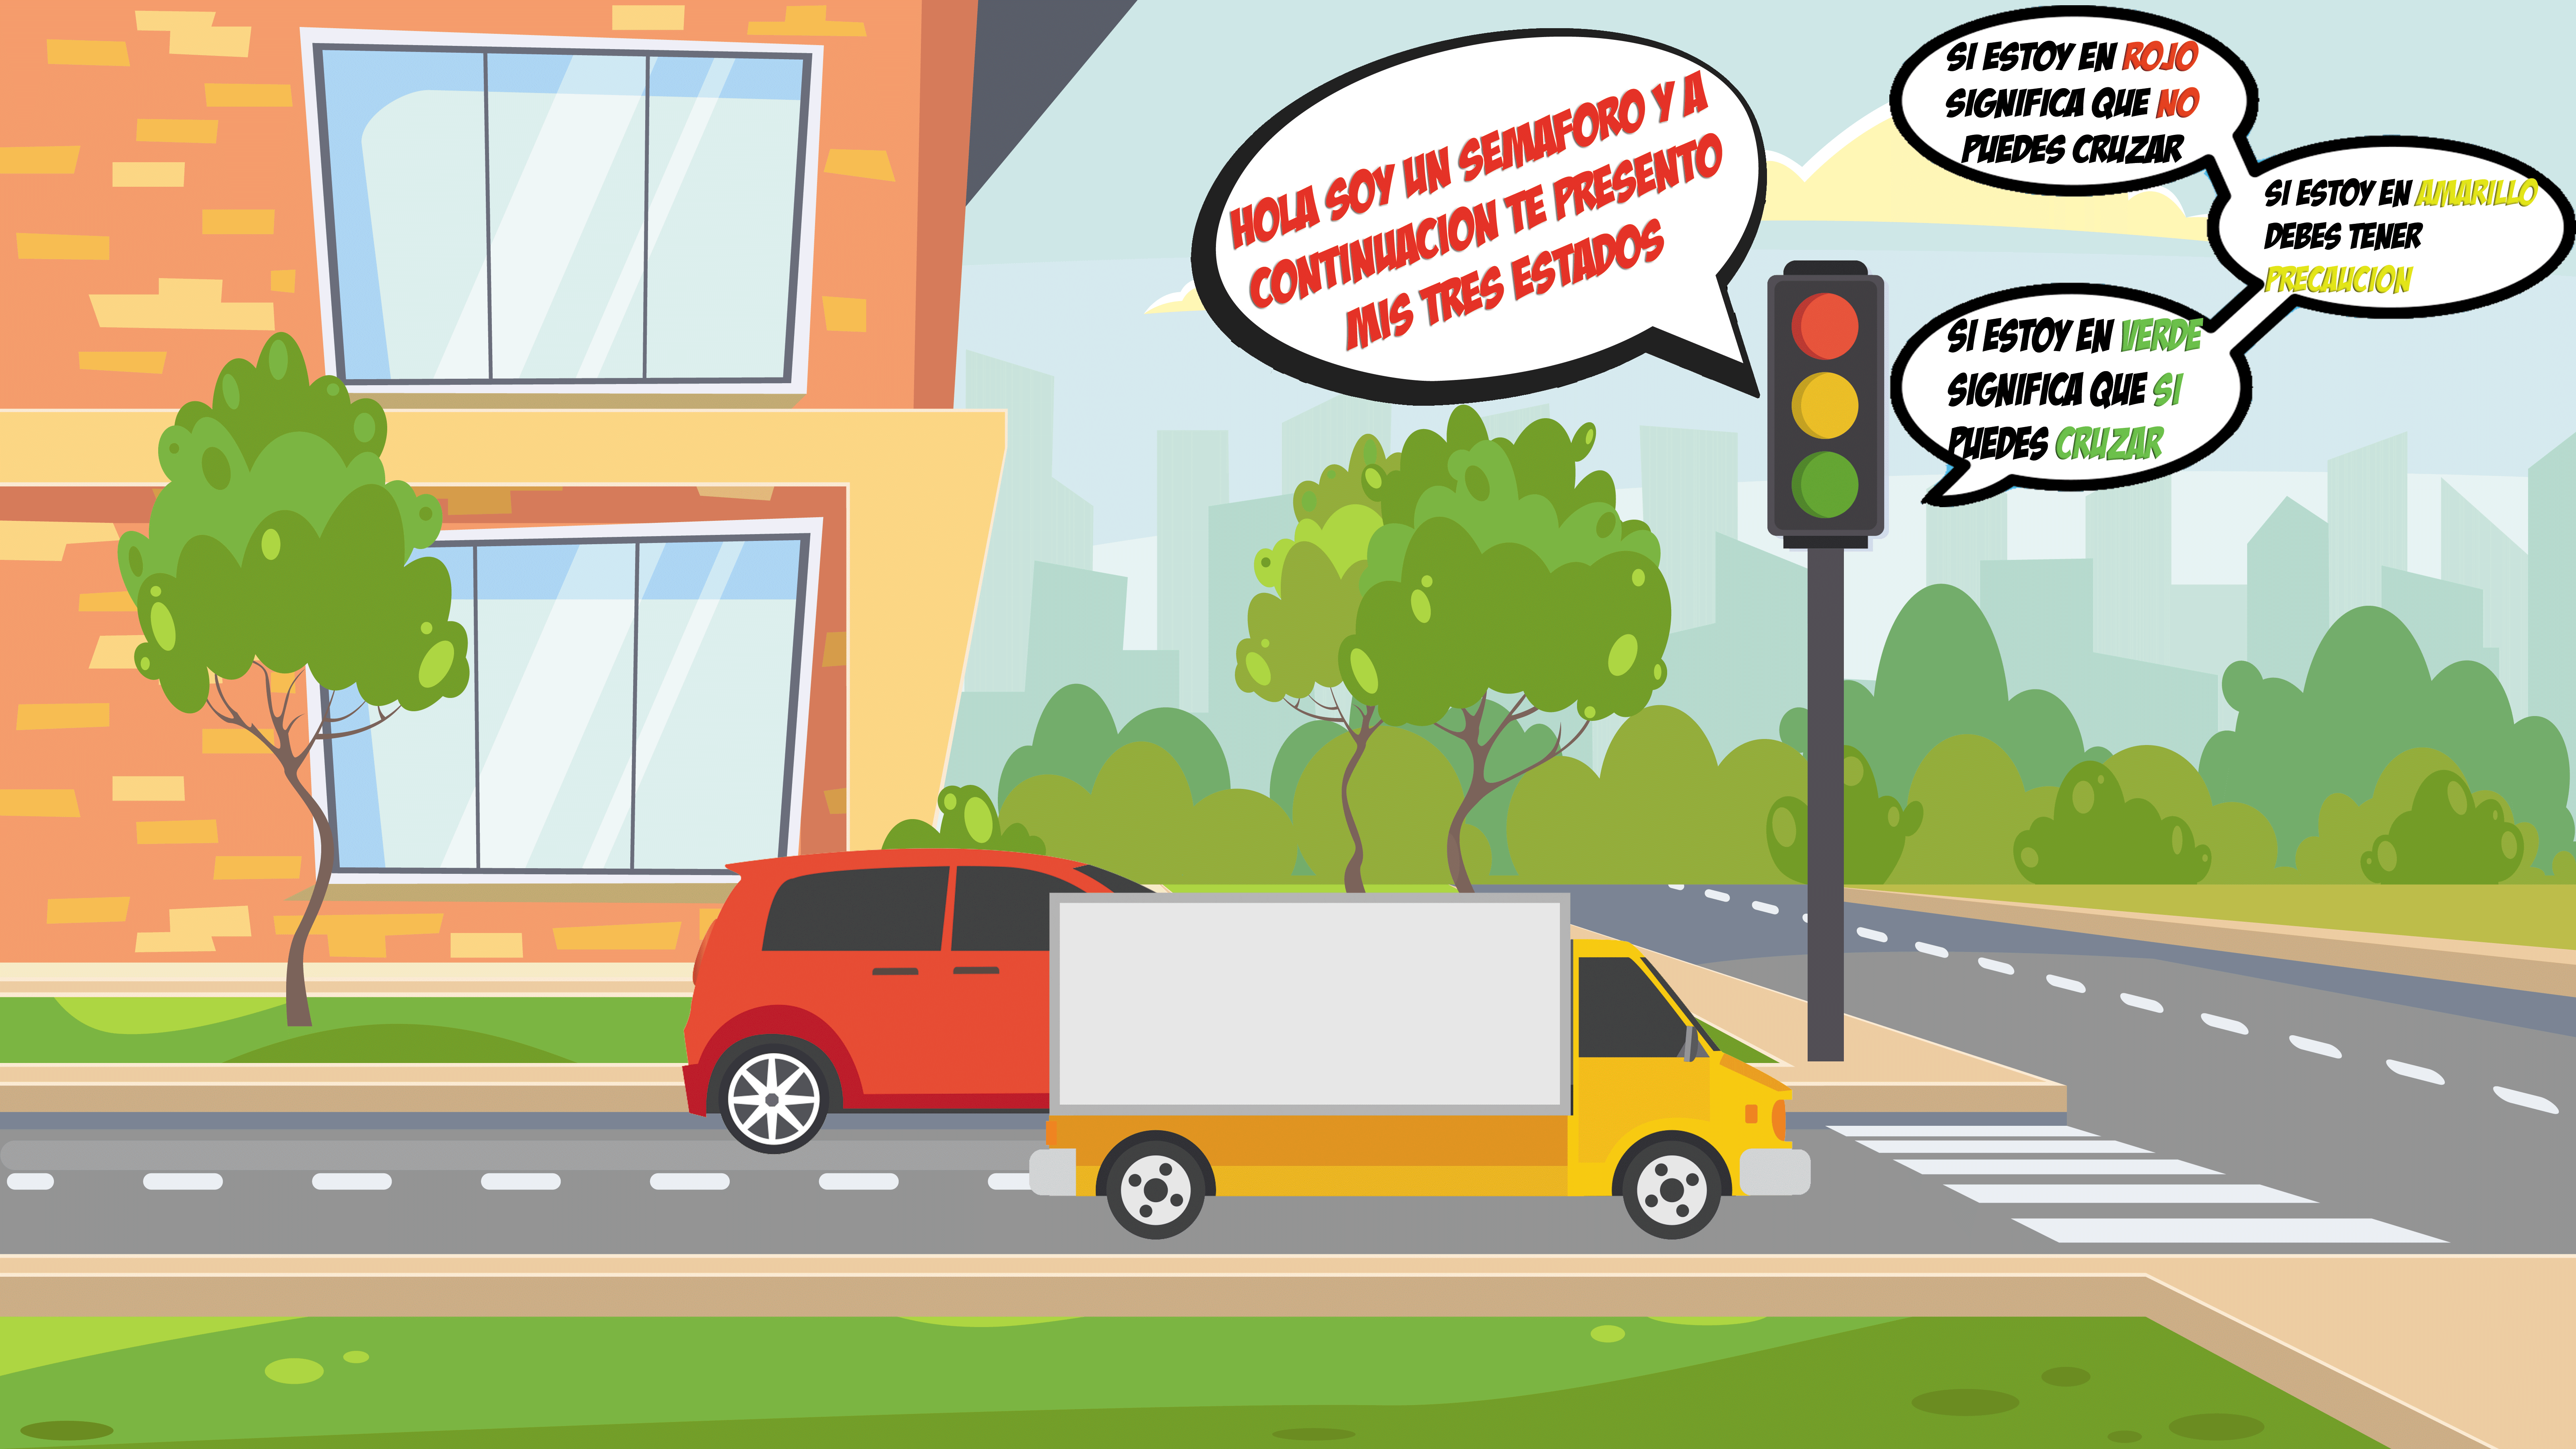 HOLA SOY UN SEMAFORO Y A
CONTINUACION TE PRESENTO
MIS TRES ESTADOS
SI ESTOY EN ROJO
SIGNIFICA QUE NO
PUEDES CRUZAR
SI ESTOY EN AMARILLO
DEBES TENER
PRECAUCION
SI ESTOY EN VERDE
SIGNIFICA QUE SI
PUEDES CRUZAR